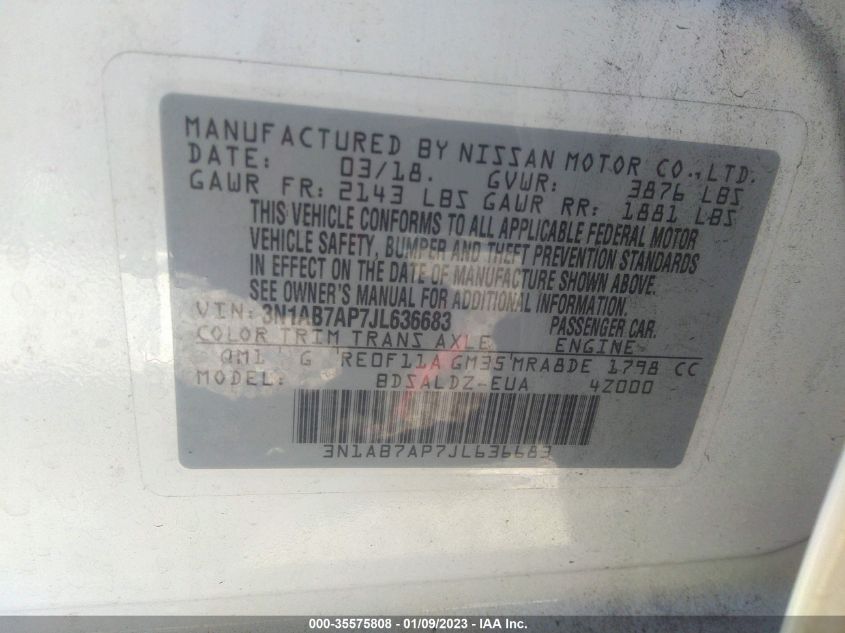 MANUFACTURED BY NISSAN MOTOR CO.,LTD.
DATE: 03/18. GVWR: 3876 LBS
GAWR FR: 2143 LBS GAWR RR: 1881 LBS
THIS VEHICLE CONFORMS TO ALL APPLICABLE FEDERAL MOTOR
VEHICLE SAFETY, BUMPER AND THEFT PREVENTION STANDARDS
IN EFFECT ON THE DATE OF MANUFACTURE SHOWN ABOVE.
SEE OWNER'S MANUAL FOR ADDITIONAL INFORMATION.
VIN: 3N1AB7AP7JL636683 PASSENGER CAR.
COLOR TRIM TRANS AXLE ENGINE
QM1 G RE0F11A GM35 MRA8DE 1798 CC
MODEL: BDSALDZ-EUA 4Z000
3N1AB7AP7JL636683
000-35575808 - 01/09/2023 - IAA Inc.